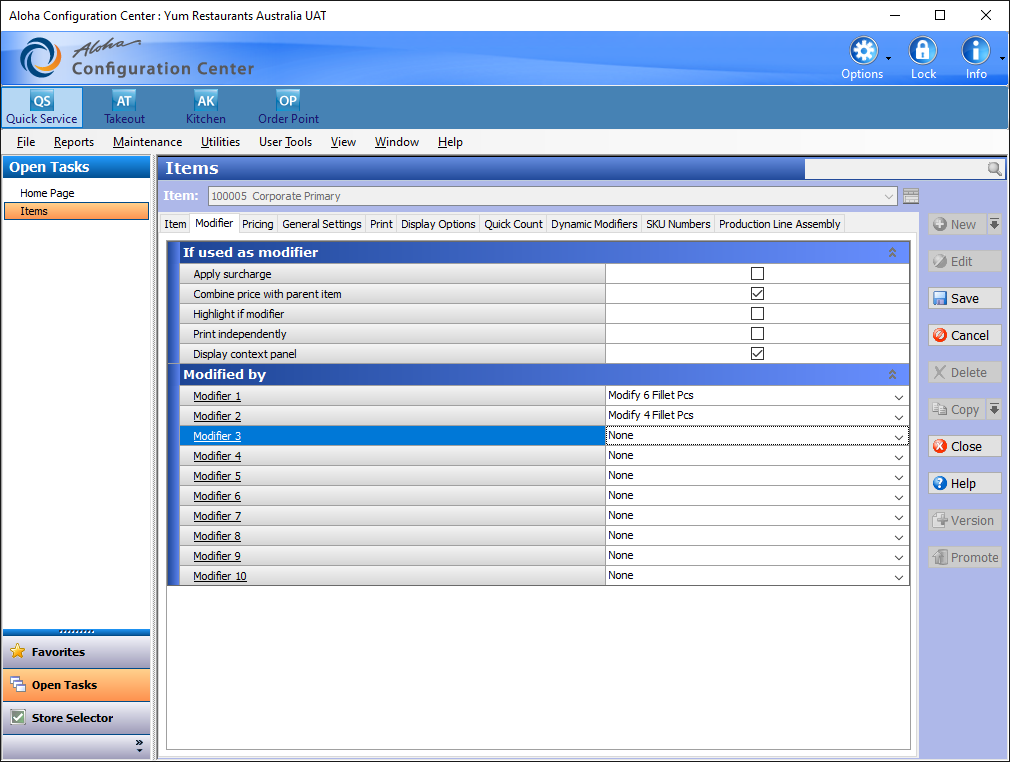 Aloha Configuration Center : Yum Restaurants Australia UAT
Aloha
Configuration Center
Options
Lock
Info
QS
Quick Service
AT
Takeout
AK
Kitchen
OP
Order Point
File Reports Maintenance Utilities User Tools View Window Help
Open Tasks
Home Page
Items
Items
Item: 100005 Corporate Primary
Item Modifier Pricing General Settings Print Display Options Quick Count Dynamic Modifiers SKU Numbers Production Line Assembly
If used as modifier
Apply surcharge
Combine price with parent item
Highlight if modifier
Print independently
Display context panel
Modified by
Modifier 1 Modify 6 Fillet Pcs
Modifier 2 Modify 4 Fillet Pcs
Modifier 3 None
Modifier 4 None
Modifier 5 None
Modifier 6 None
Modifier 7 None
Modifier 8 None
Modifier 9 None
Modifier 10 None
New
Edit
Save
Cancel
Delete
Copy
Close
Help
Version
Promote
Favorites
Open Tasks
Store Selector